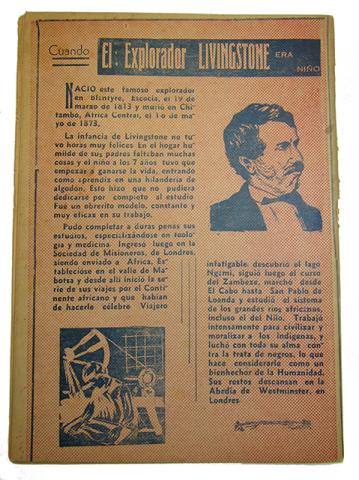 Cuando El Explorador LIVINGSTONE ERA NIÑO
NACIO este famoso explorador
en Blintyre, Escocia, el 19 de
marzo de 1813 y murió en Chi-
tambo, Africa Central, el 1º de ma-
yo de 1873.
La infancia de Livingstone no tu-
vo horas muy felices. En el hogar hu-
milde de sus padres faltaban muchas
cosas y el niño a los 7 años tuvo que
empezar a ganarse la vida, entrando
como aprendiz en una hilandería de
algodón. Esto hizo que no pudiera
dedicarse por completo al estudio
Fué un obrerito modelo, constante y
muy eficaz en su trabajo.
Pudo completar a duras penas sus
estudios, especializándose en teolo-
gía y medicina. Ingresó luego en la
Sociedad de Misioneros, de Londres,
siendo enviado a Africa. Es-
tablecióse en el valle de Ma-
botsa y desde allí inició la se-
rie de sus viajes por el Conti-
nente africano y que habían
de hacerle célebre Viajero
infatigable descubrió el lago
Ngami, siguió luego el curso
del Zambeze, marchó desde
El Cabo hasta San Pablo de
Loanda y estudió el sistema de
los grandes ríos africanos,
incluso el del Nilo. Trabajó
intensamente para civilizar y
moralizar a los indígenas, y
luchó con toda su alma con-
tra la trata de negros, lo que
hace considerarle como un
bienhechor de la Humanidad.
Sus restos descansan en la
Abadía de Westminster, en
Londres.